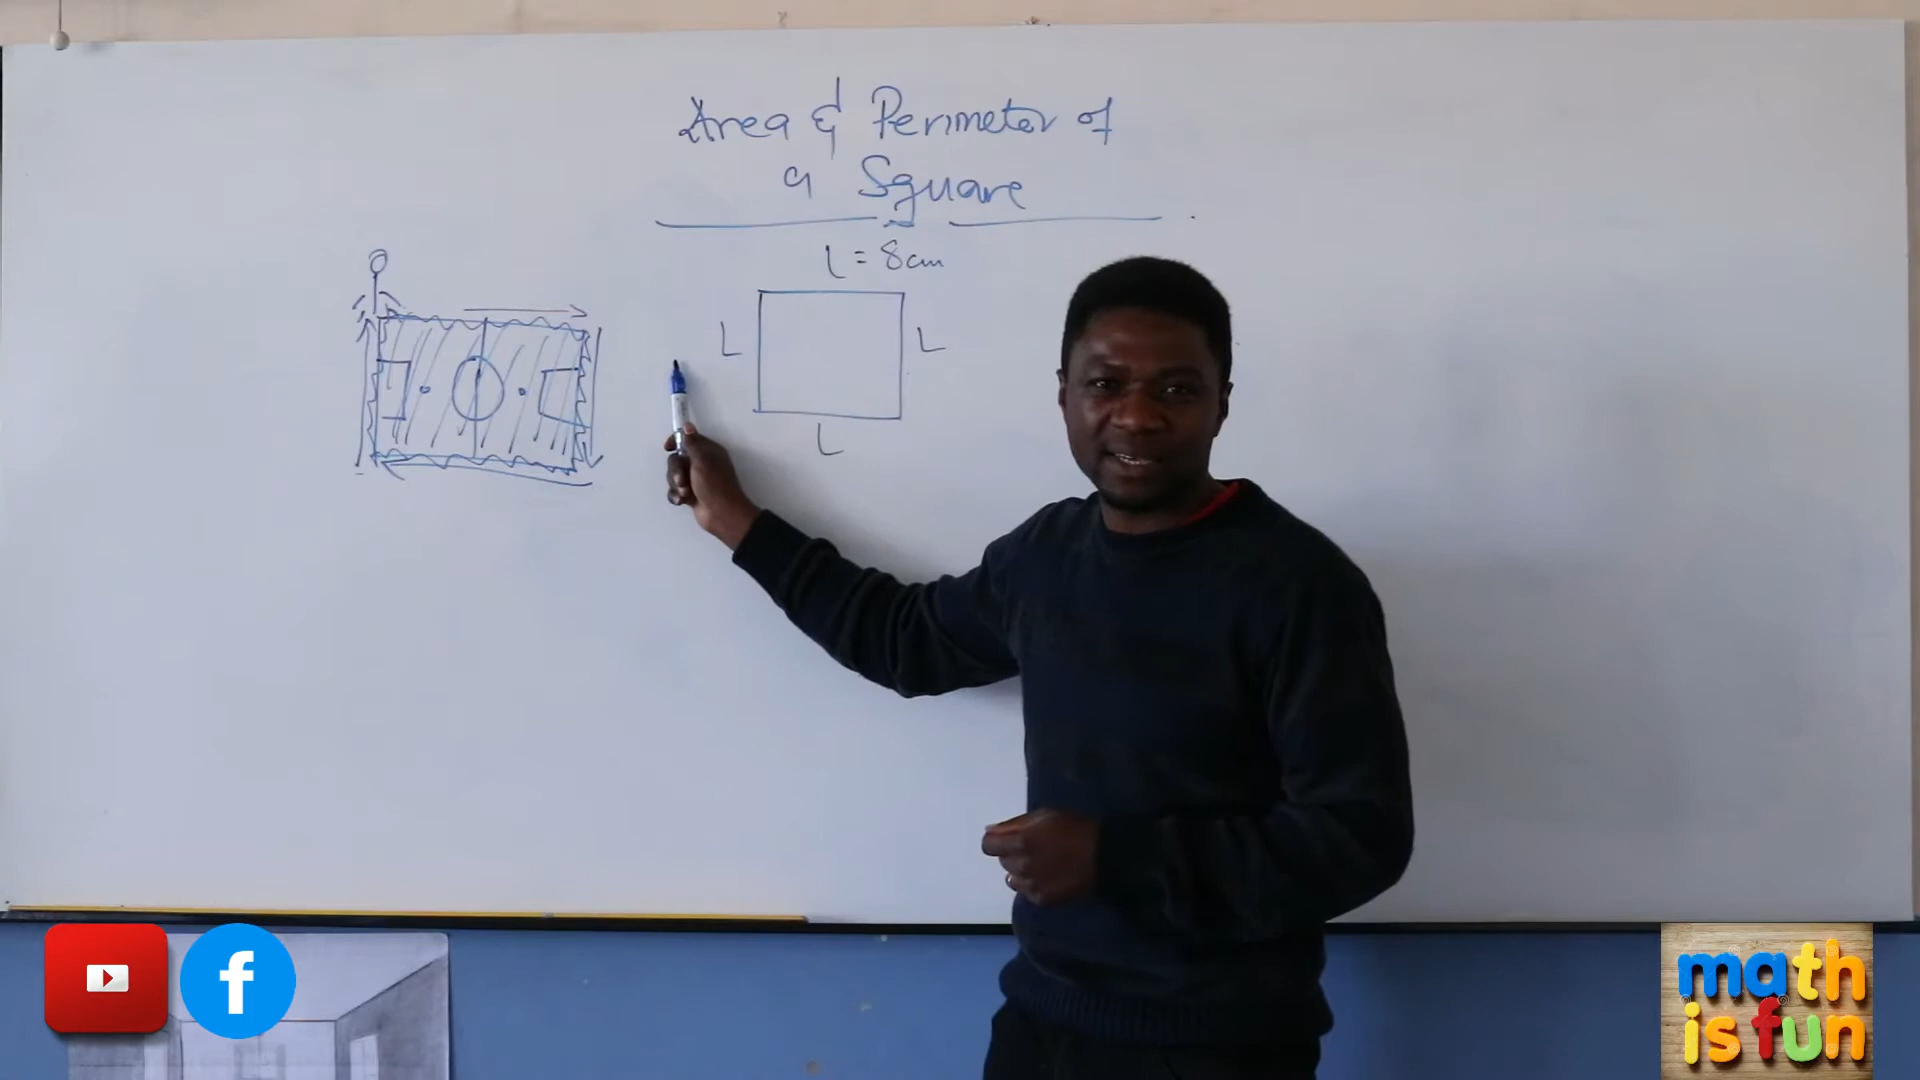 Area & Perimeter of
a Square
L = 8cm
L
L
L
f
math
is fun